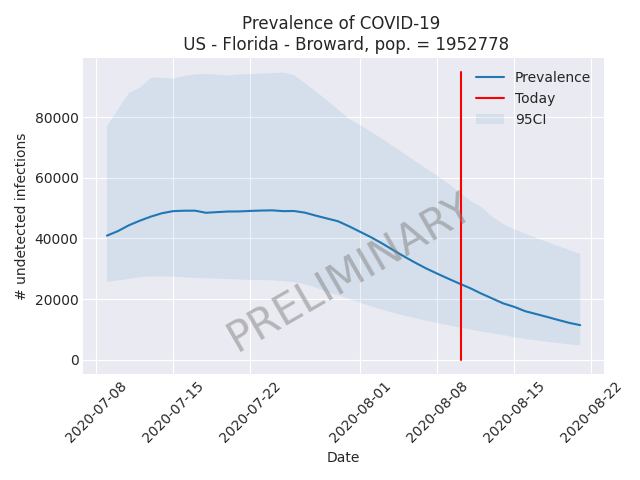 Prevalence of COVID-19
US - Florida - Broward, pop. = 1952778
Prevalence
Today
95CI
# undetected infections
80000
60000
40000
20000
0
PRELIMINARY
2020-07-08
2020-07-15
2020-07-22
2020-08-01
2020-08-08
2020-08-15
2020-08-22
Date